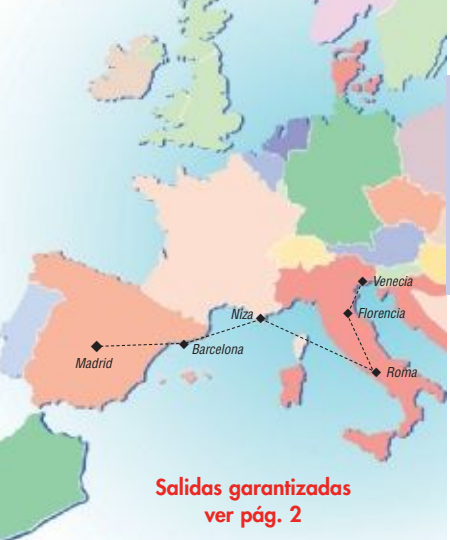 Venecia
Florencia
Niza
Barcelona
Madrid
Roma
Salidas garantizadas
ver pág. 2